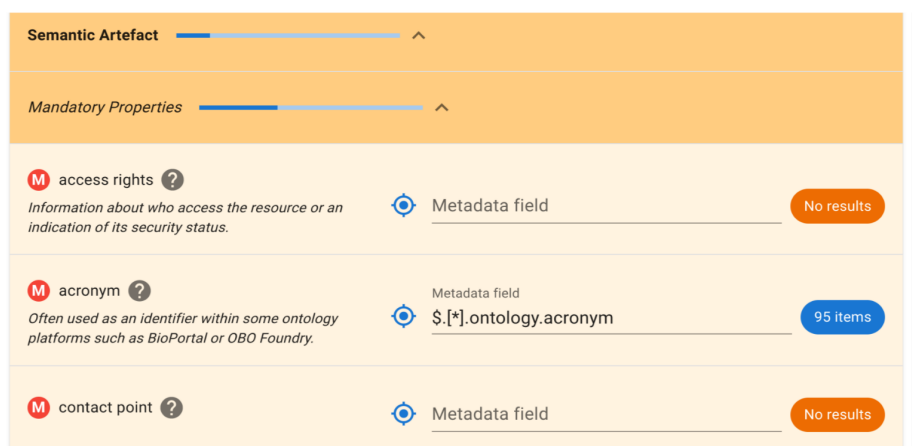 Semantic Artefact
Mandatory Properties
M access rights ?
Information about who access the resource or an
indication of its security status.
Metadata field
No results
M acronym ?
Often used as an identifier within some ontology
platforms such as BioPortal or OBO Foundry.
Metadata field
$.[*].ontology.acronym
95 items
M contact point ?
Metadata field
No results